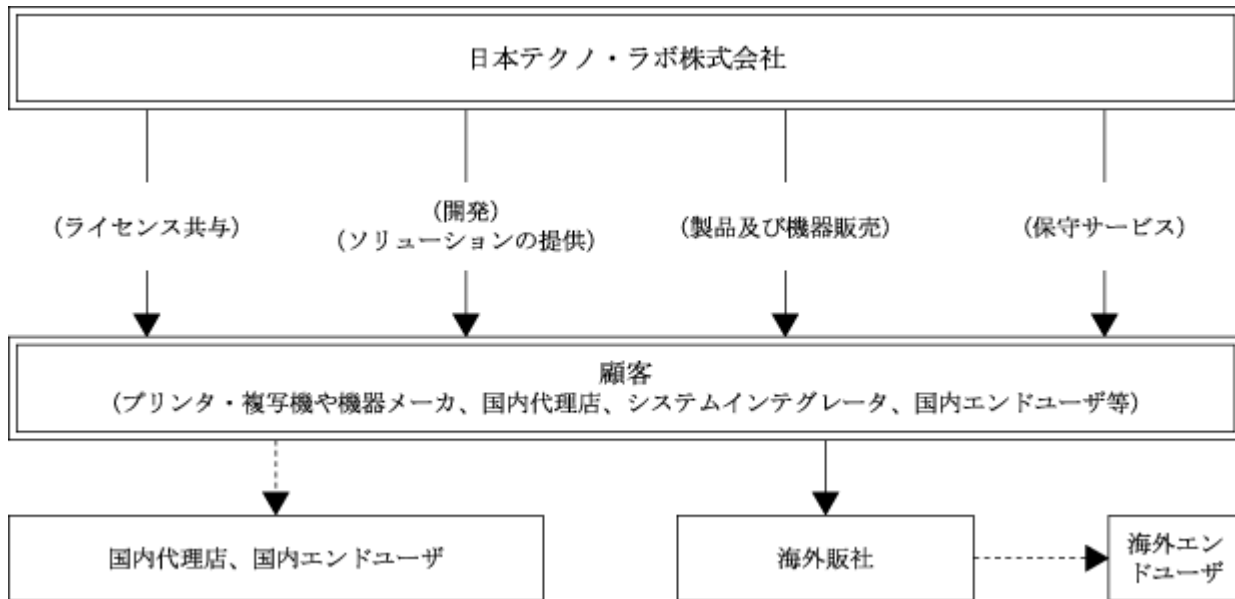 日本テクノ・ラボ株式会社
（ライセンス共与）
（開発）
（ソリューションの提供）
（製品及び機器販売）
（保守サービス）
顧客
（プリンタ・複写機や機器メーカ、国内代理店、システムインテグレータ、国内エンドユーザ等）
国内代理店、国内エンドユーザ
海外販社
海外エン
ドユーザ